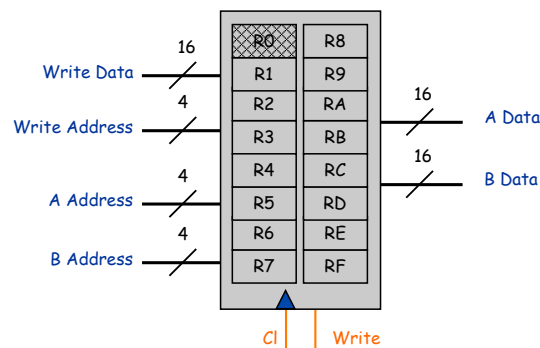 R0 R8
16
Write Data R1 R9
4 R2 RA 16
Write Address R3 RB A Data
16
4 R4 RC
A Address R5 RD B Data
4 R6 RE
B Address R7 RF
Cl Write